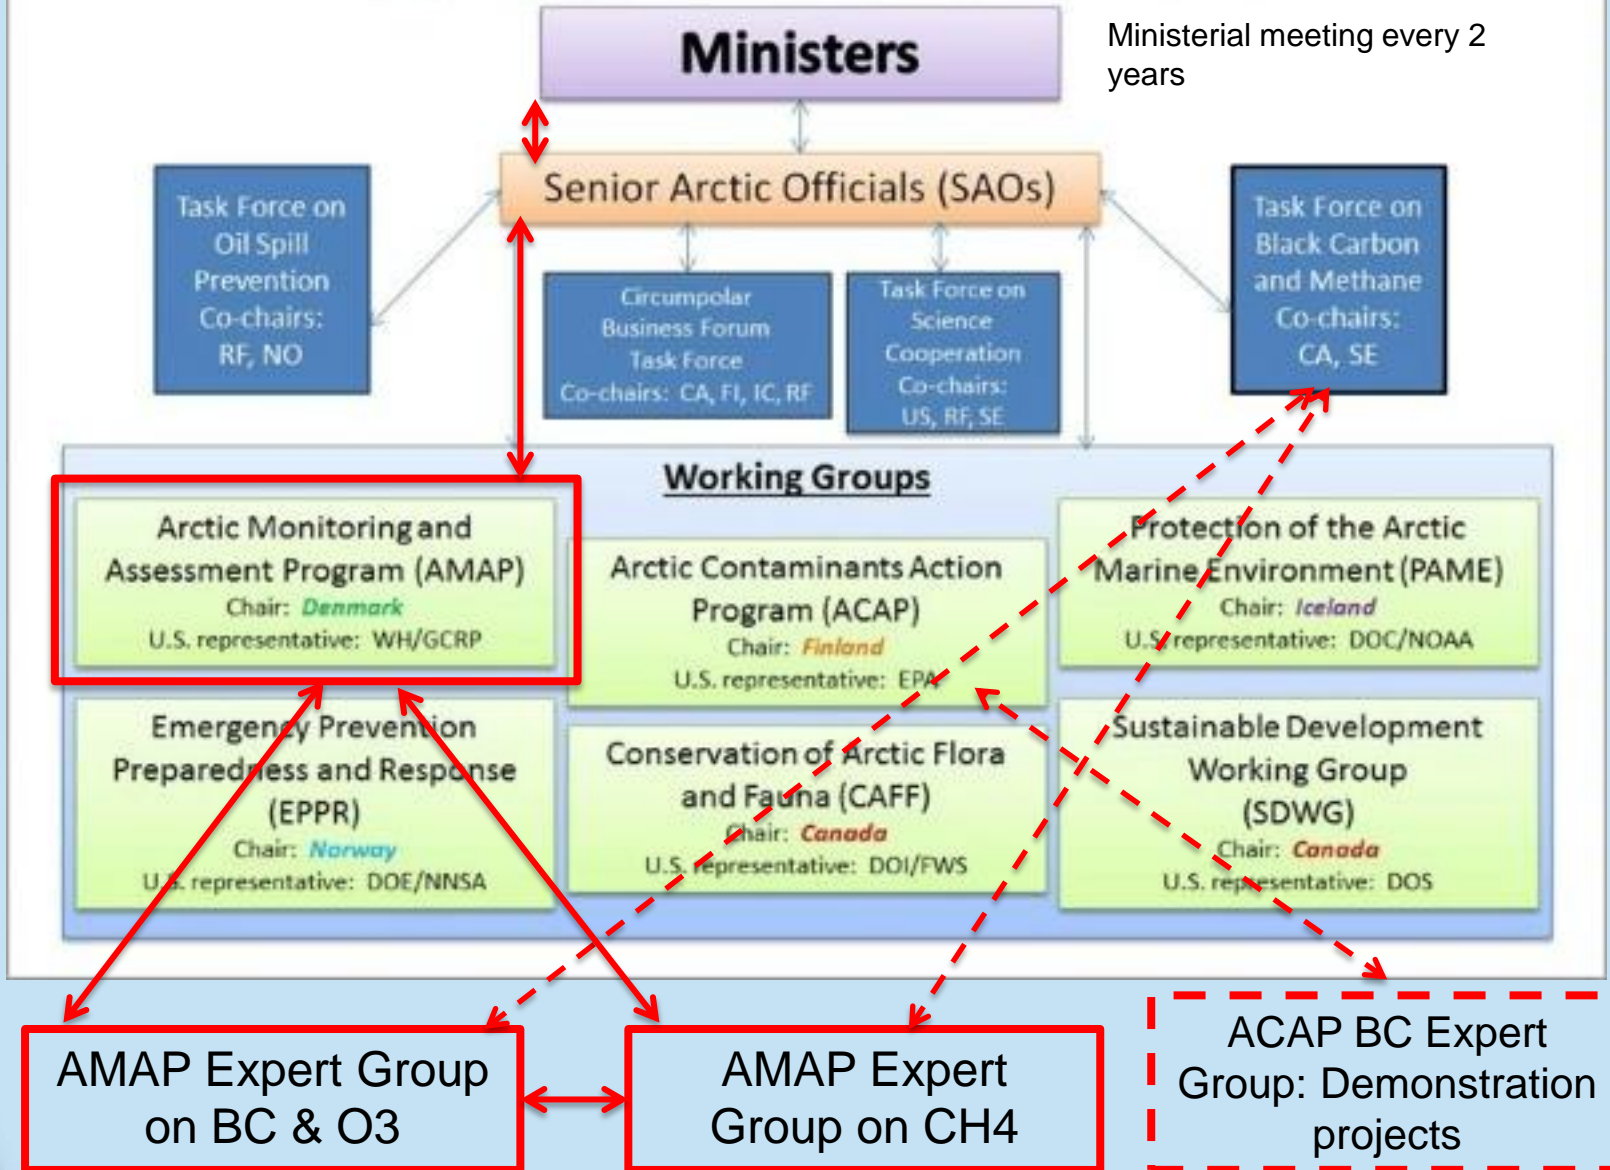 Ministers
Ministerial meeting every 2
years
Senior Arctic Officials (SAOs)
Task Force on
Oil Spill
Prevention
Co-chairs:
RF, NO
Circumpolar
Business Forum
Task Force
Co-chairs: CA, FI, IC, RF
Task Force on
Science
Cooperation
Co-chairs:
US, RF, SE
Task Force on
Black Carbon
and Methane
Co-chairs:
CA, SE
Working Groups
Arctic Monitoring and
Assessment Program (AMAP)
Chair: Denmark
U.S. representative: WH/GCRP
Arctic Contaminants Action
Program (ACAP)
Chair: Finland
U.S. representative: EPA
Protection of the Arctic
Marine Environment (PAME)
Chair: Iceland
U.S. representative: DOC/NOAA
Emergency Prevention
Preparedness and Response
(EPPR)
Chair: Norway
U.S. representative: DOE/NNSA
Conservation of Arctic Flora
and Fauna (CAFF)
Chair: Canada
U.S. representative: DOI/FWS
Sustainable Development
Working Group
(SDWG)
Chair: Canada
U.S. representative: DOS
AMAP Expert Group
on BC & O3
AMAP Expert
Group on CH4
ACAP BC Expert
Group: Demonstration
projects